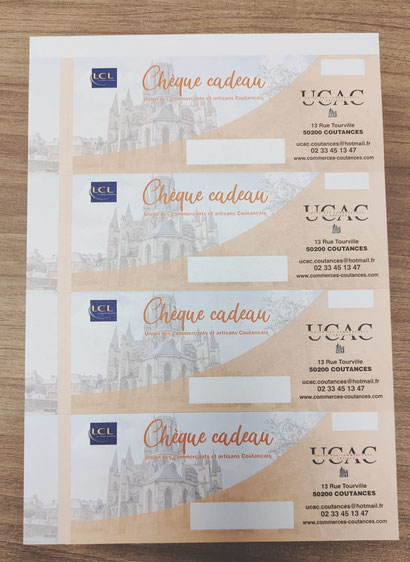 LCL
Chèque cadeau
Union des Commerçants et artisans Coutançais
UCAC
13 Rue Tourville
50200 COUTANCES
ucac.coutances@hotmail.fr
02 33 45 13 47
www.commerces-coutances.com
LCL
Chèque cadeau
Union des Commerçants et artisans Coutançais
UCAC
13 Rue Tourville
50200 COUTANCES
ucac.coutances@hotmail.fr
02 33 45 13 47
www.commerces-coutances.com
LCL
Chèque cadeau
Union des Commerçants et artisans Coutançais
UCAC
13 Rue Tourville
50200 COUTANCES
ucac.coutances@hotmail.fr
02 33 45 13 47
www.commerces-coutances.com
LCL
Chèque cadeau
Union des Commerçants et artisans Coutançais
UCAC
13 Rue Tourville
50200 COUTANCES
ucac.coutances@hotmail.fr
02 33 45 13 47
www.commerces-coutances.com